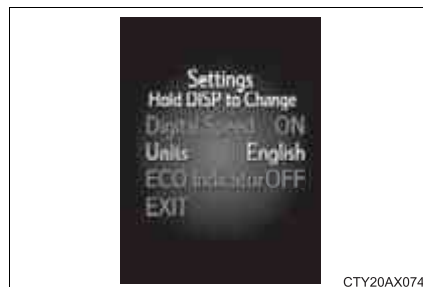 Settings
Hold DISP to Change
Digital Speed ON
Units English
ECO Indicator OFF
EXIT
CTY20AX074